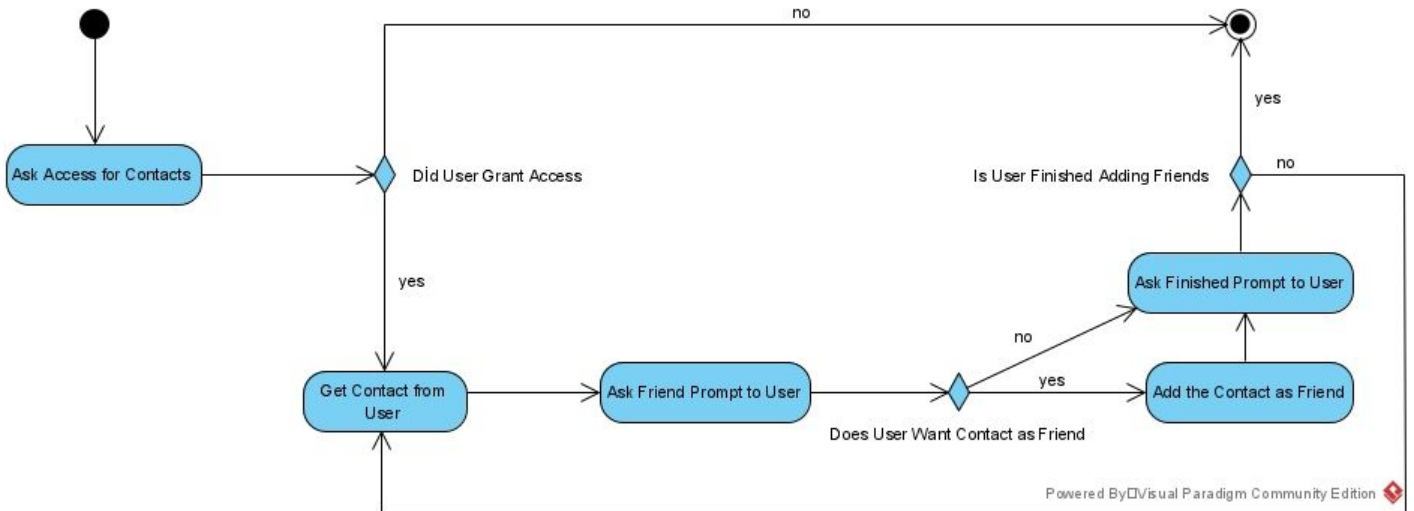 no
Ask Access for Contacts
Dİd User Grant Access
Is User Finished Adding Friends
yes
no
yes
Ask Finished Prompt to User
no
Get Contact from
User
Ask Friend Prompt to User
yes
Add the Contact as Friend
Does User Want Contact as Friend
Powered By□Visual Paradigm Community Edition